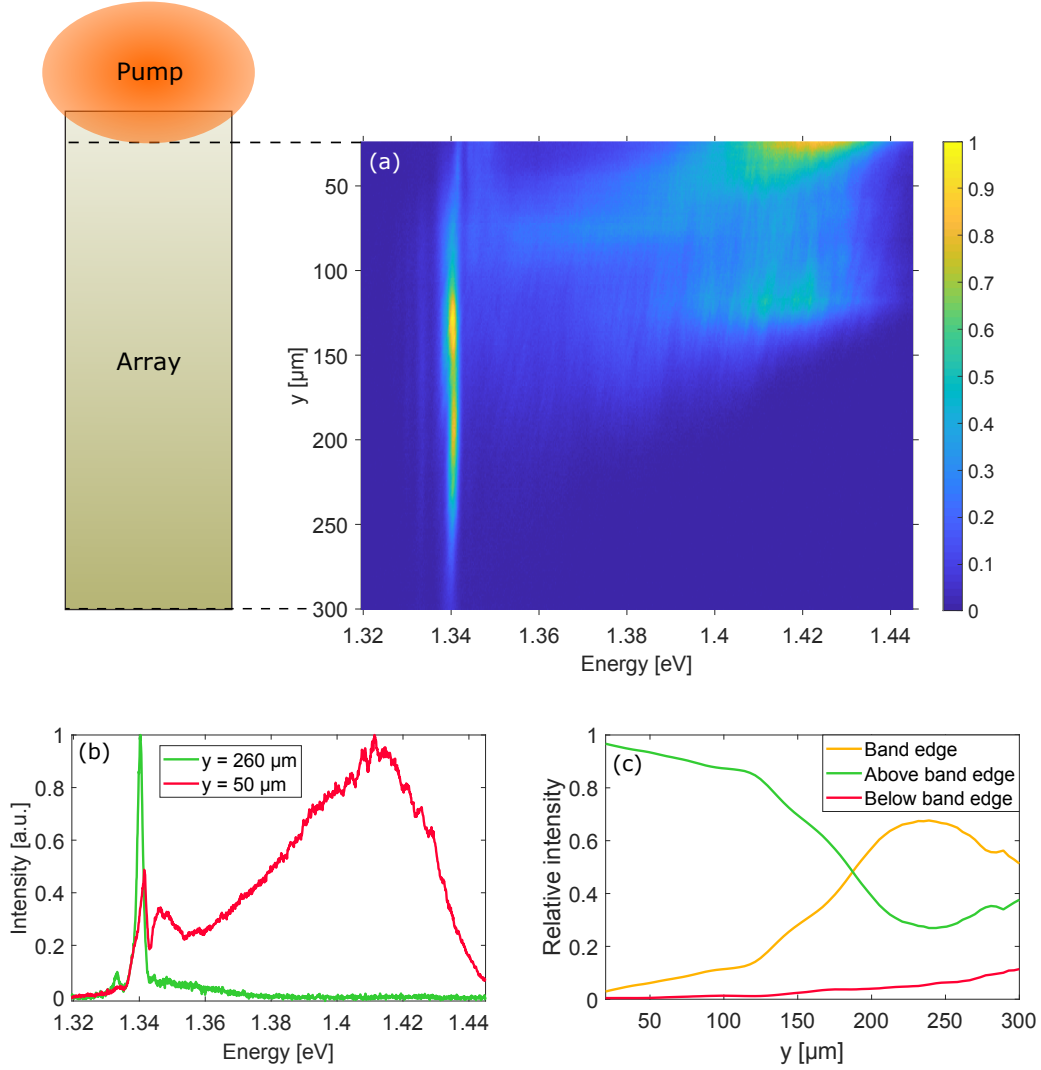 Pump
Array
(a)
50
100
150
200
250
300
y [µm]
1.32 1.34 1.36 1.38 1.4 1.42 1.44
Energy [eV]
1
0.9
0.8
0.7
0.6
0.5
0.4
0.3
0.2
0.1
0
(b)
y = 260 µm
y = 50 µm
1
0.8
0.6
0.4
0.2
0
Intensity [a.u.]
1.32 1.34 1.36 1.38 1.4 1.42 1.44
Energy [eV]
(c)
Band edge
Above band edge
Below band edge
1
0.8
0.6
0.4
0.2
0
Relative intensity
50 100 150 200 250 300
y [µm]